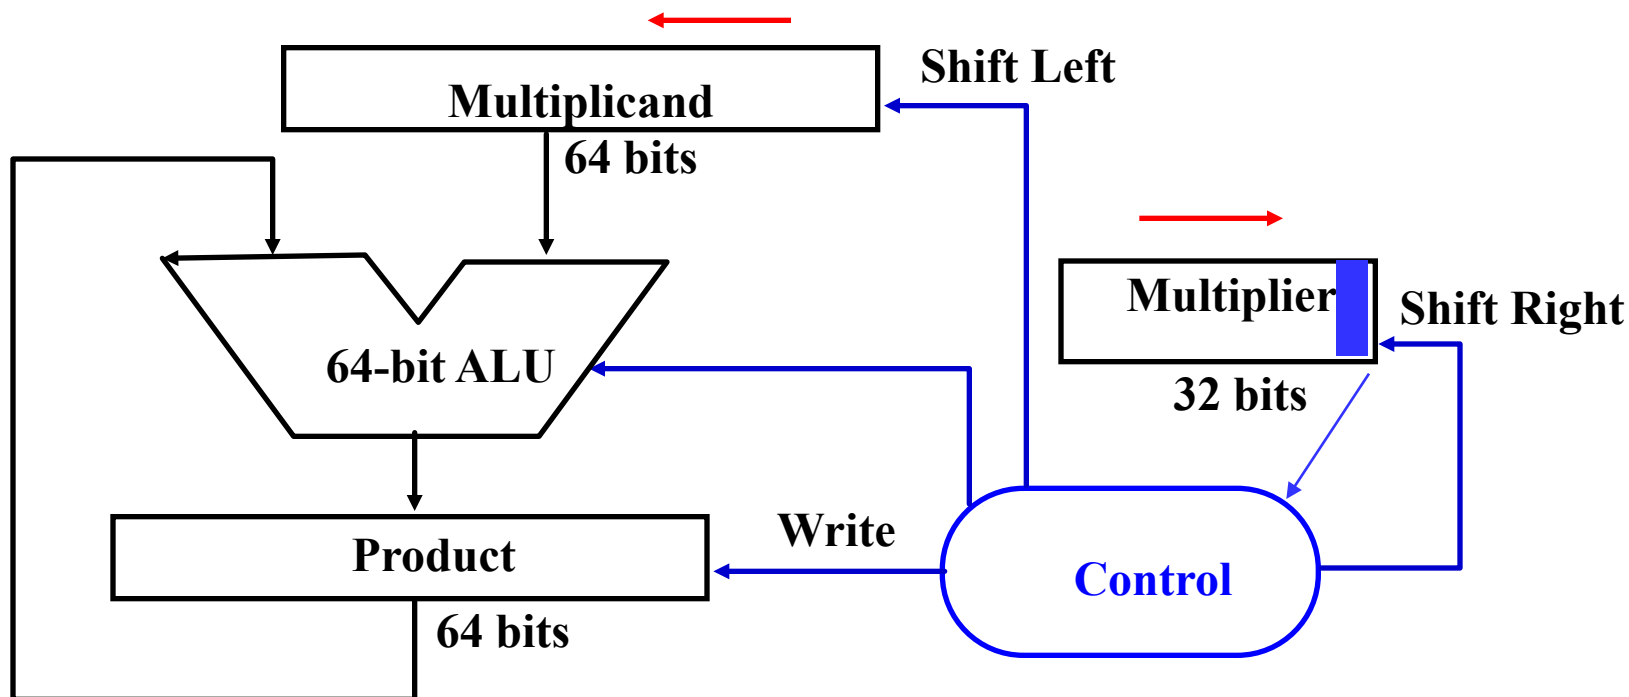 Shift Left
Multiplicand
64 bits
Multiplier
Shift Right
64-bit ALU
32 bits
Write
Product
Control
64 bits